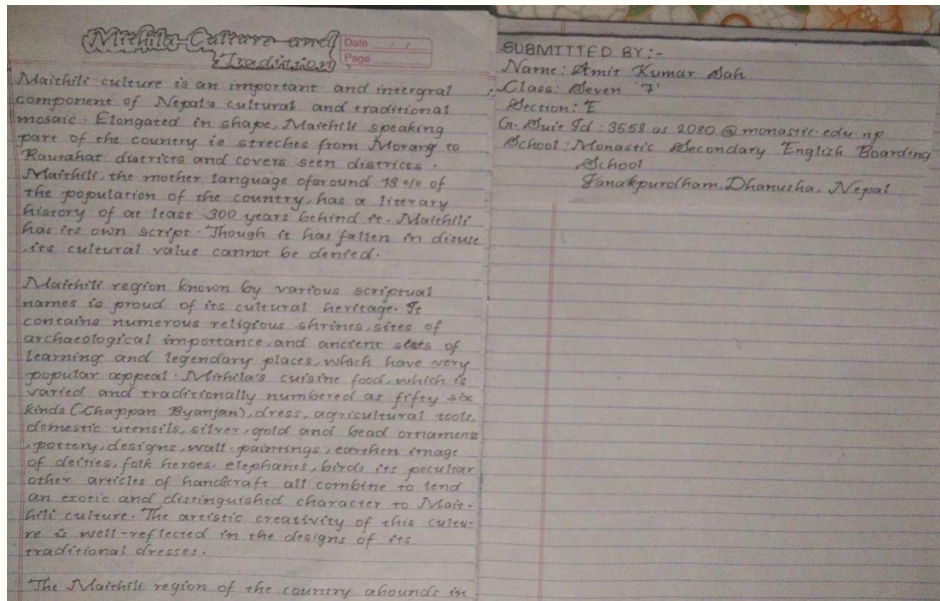 Mithila Culture and
Tradition
Date / /
Page
Maithili culture is an important and intergral
component of Nepal's cultural and traditional
mosaic. Elongated in shape, Maithili speaking
part of the country is streches from Morang to
Rautahat districts and covers seen districts.
Maithili, the mother language ofaround 18% of
the population of the country, has a literary
history of at least 300 years behind it. Maithili
has its own script. Though it has fallen in disuse
, its cultural value cannot be denied.
Maithili region known by various scriptual
names is proud of its cultural heritage. It
contains numerous religious shrines, sites of
archaeological importance, and ancient seats of
learning and legendary places, which have very
popular appeal. Mithila's cuisine food, which is
varied and traditionally numbered as fifty six
kinds (Chappan Byanjan), dress, agricultural tools,
domestic utensils, silver, gold and bead ornaments
, pottery, designs, wall paintings, earthen image
of deities, folk heroes, elephants, birds its peculiar
other articles of handicraft all combine to lend
an exotic and distinguished character to Mait-
hili culture. The artistic creativity of this cultu-
re is well-reflected in the designs of its
traditional dresses.
The Maithili region of the country abounds in
SUBMITTED BY:-
Name: Amit Kumar Sah
Class: Seven '7'
Section: 'E'
G. Suit Id: 3558 as 2080 @ monastic.edu.np
School: Monastic Secondary English Boarding
School
Janakpurdham, Dhanusha, Nepal